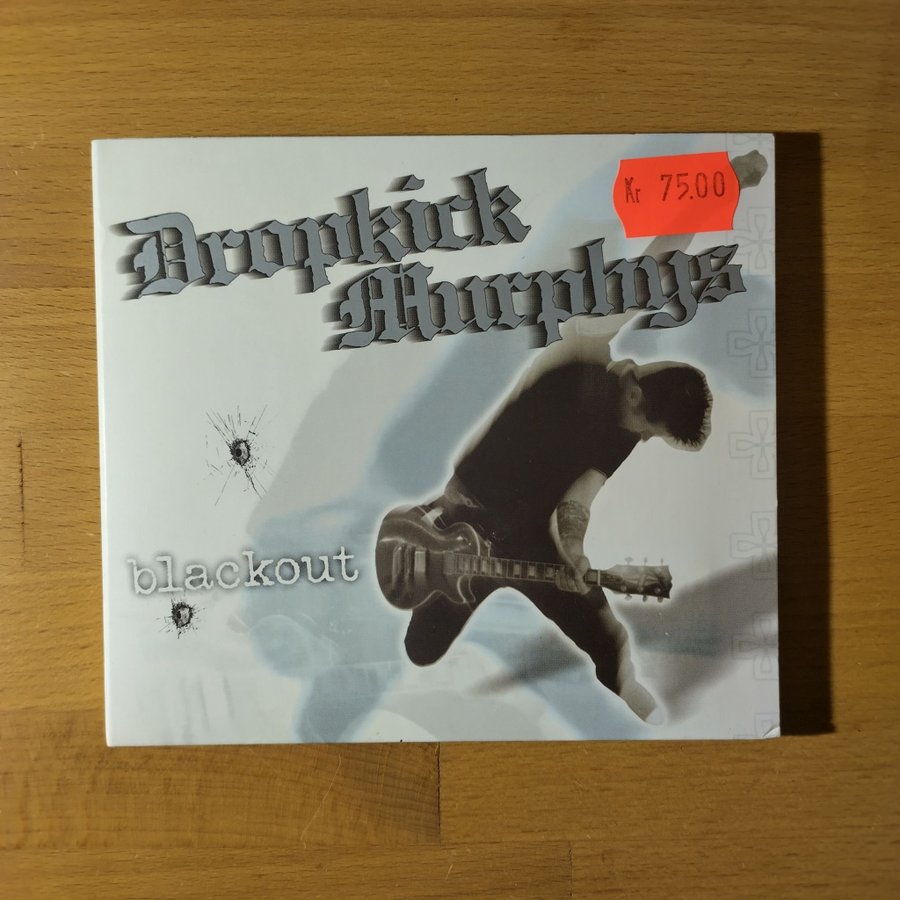 Kr 75.00
Dropkick
Murphys
blackout